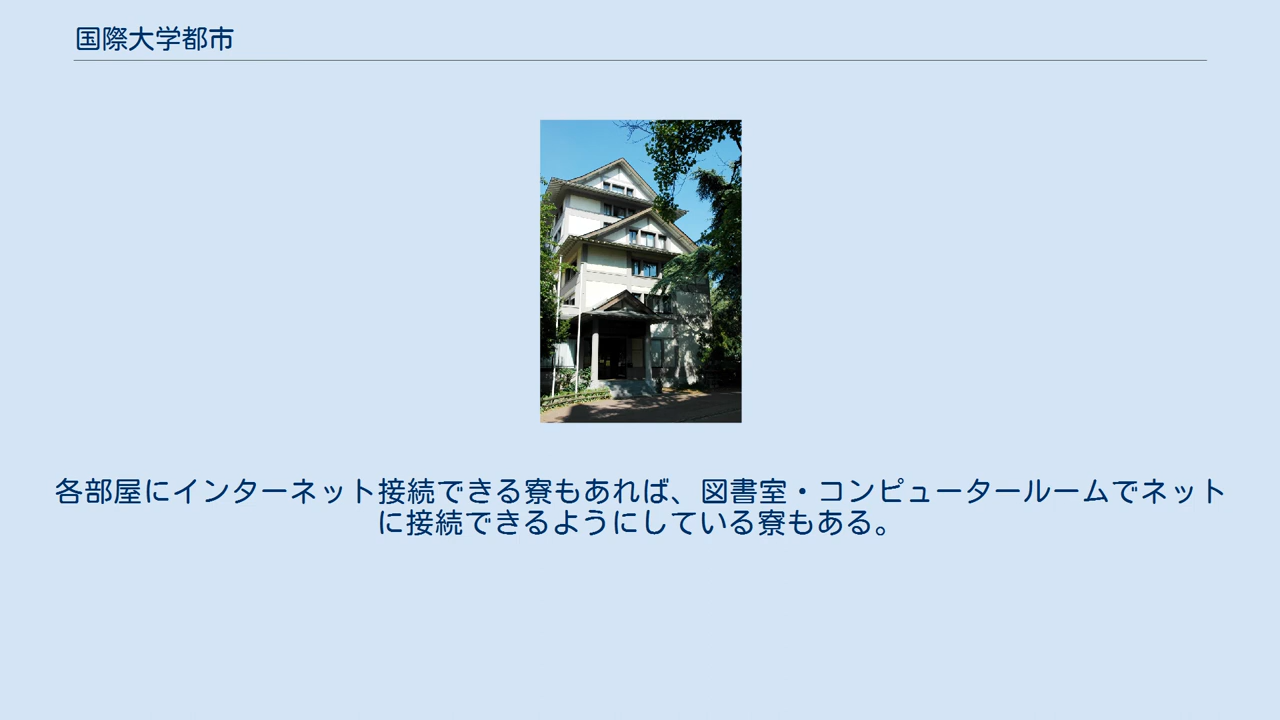 国際大学都市
各部屋にインターネット接続できる寮もあれば、図書室・コンピュータールームでネット
に接続できるようにしている寮もある。